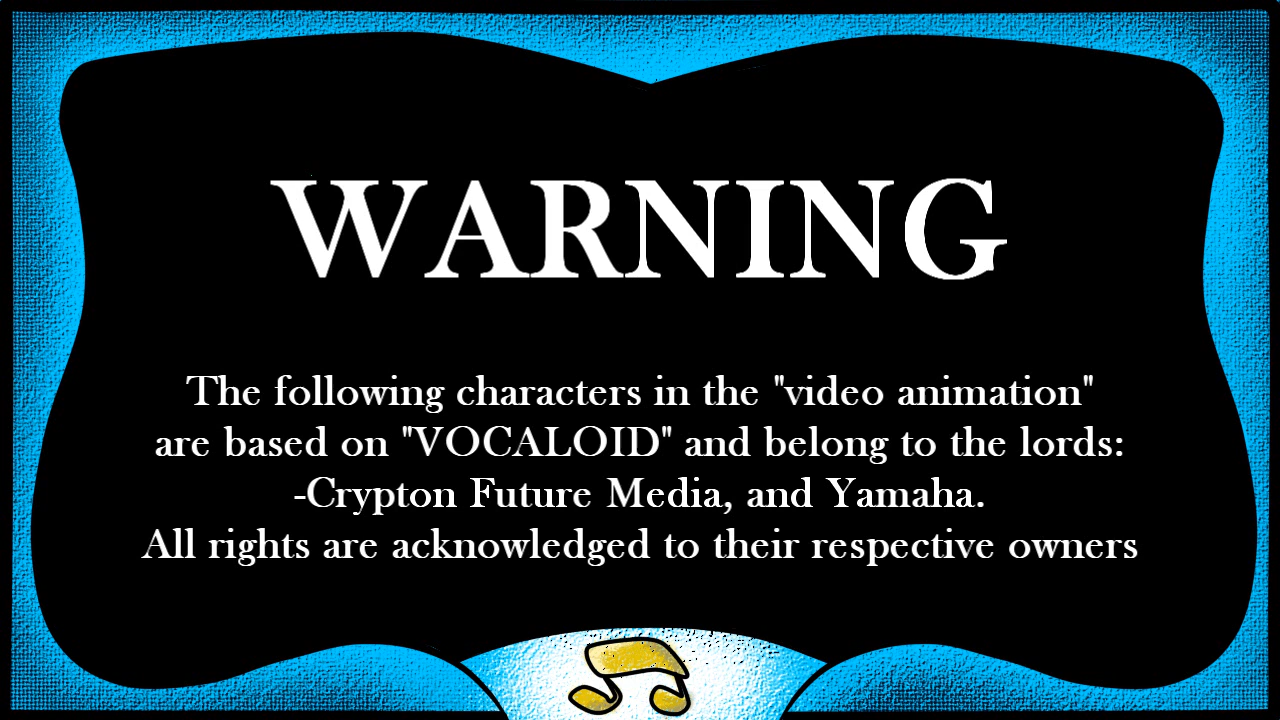 WARNING
The following characters in the "video animation"
are based on "VOCALOID" and belong to the lords:
-Crypton Future Media, and Yamaha.
All rights are acknowledged to their respective owners